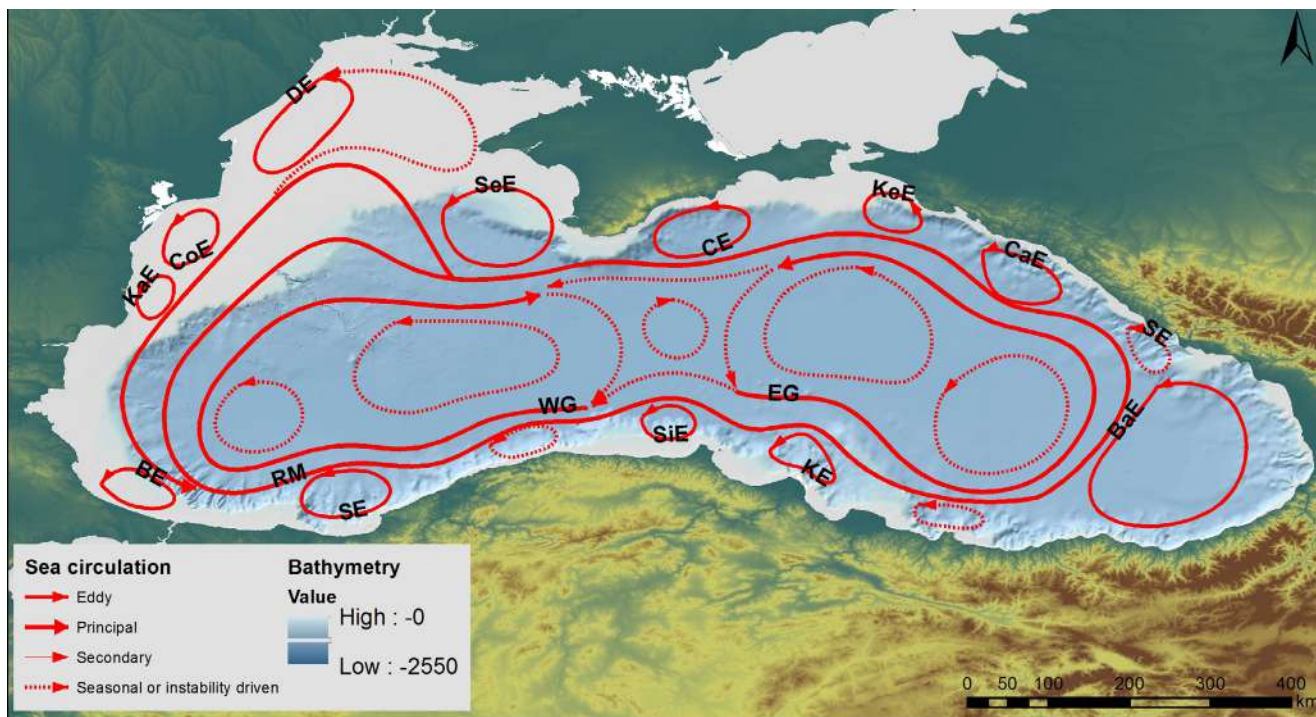 DE
SeE
KeE
CoE
CE
CaE
KaE
SE
WG
EG
BaE
SiE
BE
RM
SE
KE
Sea circulation
Eddy
Principal
Secondary
Seasonal or instability driven
Bathymetry
Value
High : -0
Low : -2550
0 50 100 200 300 400
km